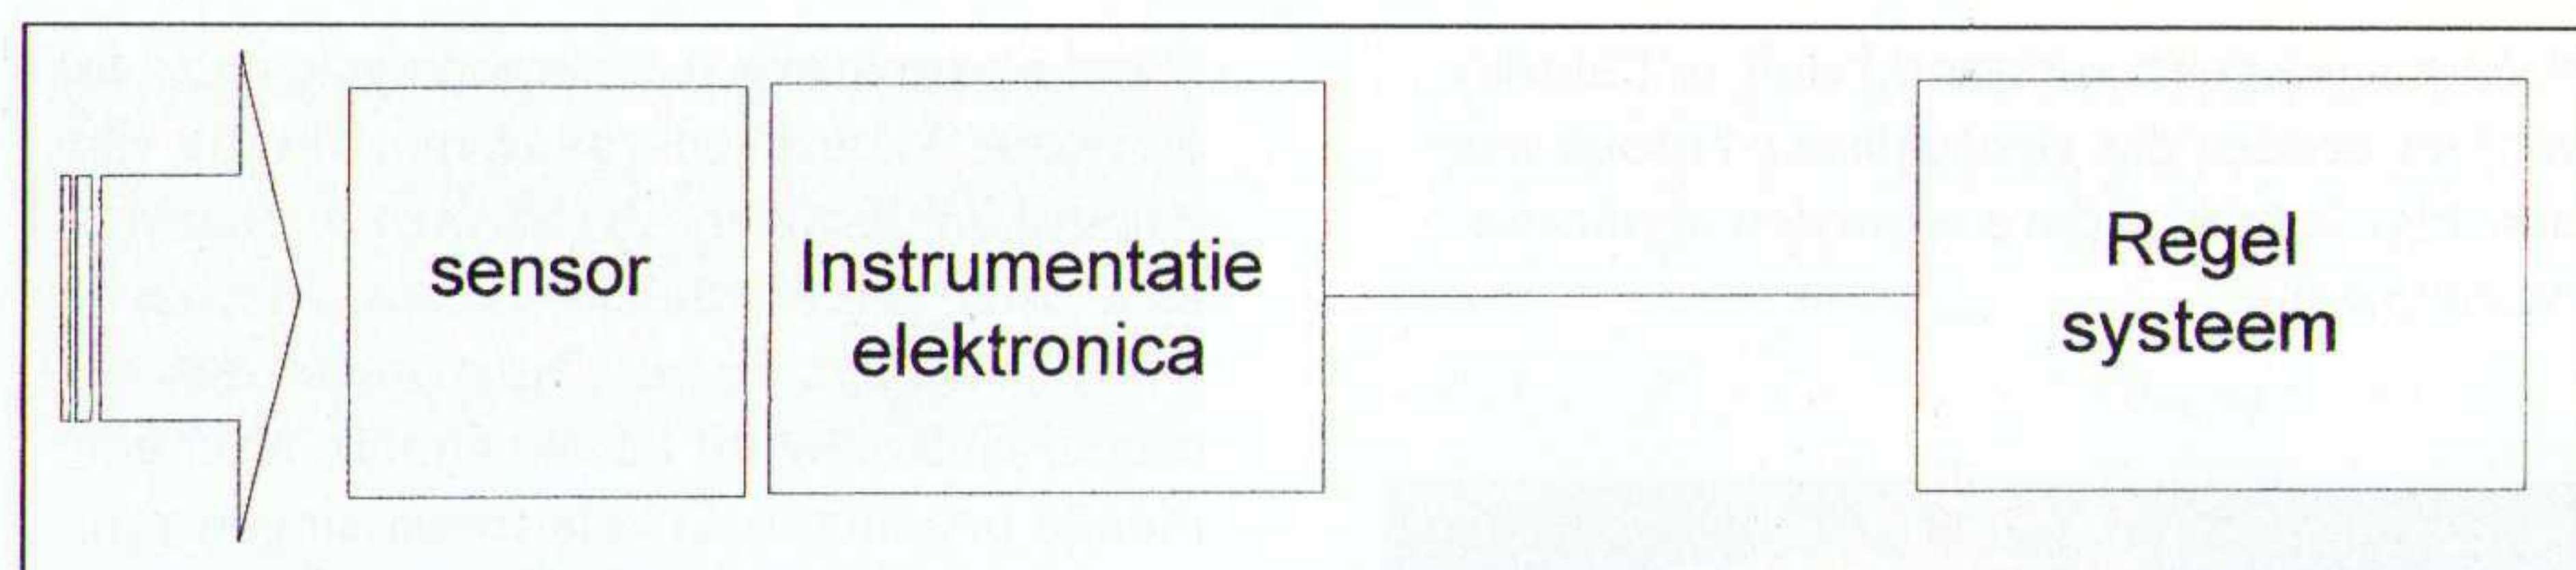 sensor
Instrumentatie
elektronica
Regel
systeem